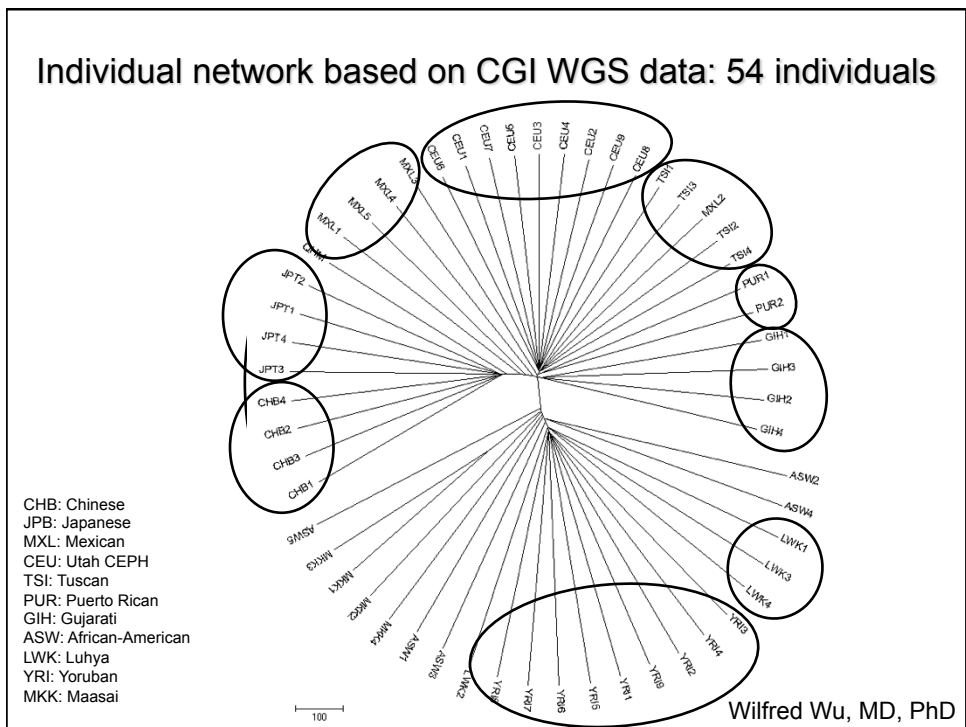 Individual network based on CGI WGS data: 54 individuals
CEU6
CEU1
CEU7
CEU5
CEU3
CEU4
CEU2
CEU9
CEU8
TSI1
TSI3
MXL2
TSI2
TSI4
PUR1
PUR2
GIH1
GIH3
GIH2
GIH4
ASW2
ASW4
LWK1
LWK3
LWK4
YRI3
YRI4
YRI2
YRI9
YRI1
YRI5
YRI6
YRI7
LWK2
ASW3
ASW1
MKK4
MKK2
MKK1
MKK3
ASW5
CHB1
CHB3
CHB2
CHB4
JPT3
JPT4
JPT1
JPT2
MXL1
MXL5
MXL4
MXL3
CHB: Chinese
JPB: Japanese
MXL: Mexican
CEU: Utah CEPH
TSI: Tuscan
PUR: Puerto Rican
GIH: Gujarati
ASW: African-American
LWK: Luhya
YRI: Yoruban
MKK: Maasai
100
Wilfred Wu, MD, PhD